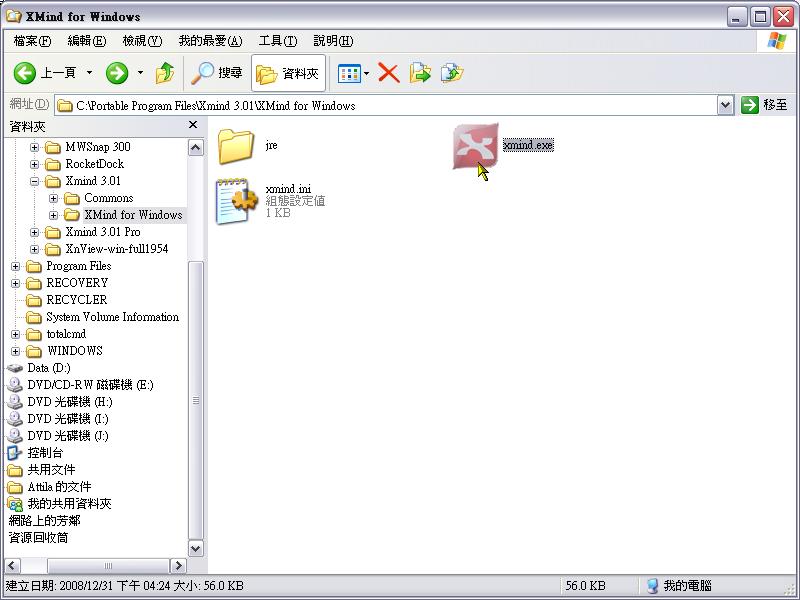 XMind for Windows
檔案(F) 編輯(E) 檢視(V) 我的最愛(A) 工具(T) 說明(H)
上一頁 搜尋 資料夾
網址(D) C:\Portable Program Files\Xmind 3.01\XMind for Windows 移至
資料夾
MWSnap 300
RocketDock
Xmind 3.01
Commons
XMind for Windows
Xmind 3.01 Pro
XnView-win-full1954
Program Files
RECOVERY
RECYCLER
System Volume Information
totalcmd
WINDOWS
Data (D:)
DVD/CD-RW 磁碟機 (E:)
DVD 光碟機 (H:)
DVD 光碟機 (I:)
DVD 光碟機 (J:)
控制台
共用文件
Attila 的文件
我的共用資料夾
網路上的芳鄰
資源回收筒
jre
xmind.exe
xmind.ini
組態設定值
1 KB
建立日期: 2008/12/31 下午 04:24 大小: 56.0 KB 56.0 KB 我的電腦